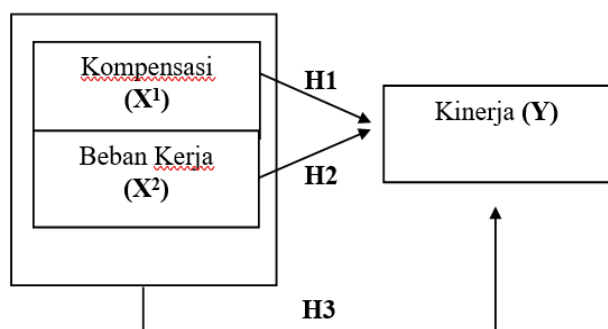 Kompensasi
(X¹)
H1
Kinerja (Y)
Beban Kerja
(X²)
H2
H3